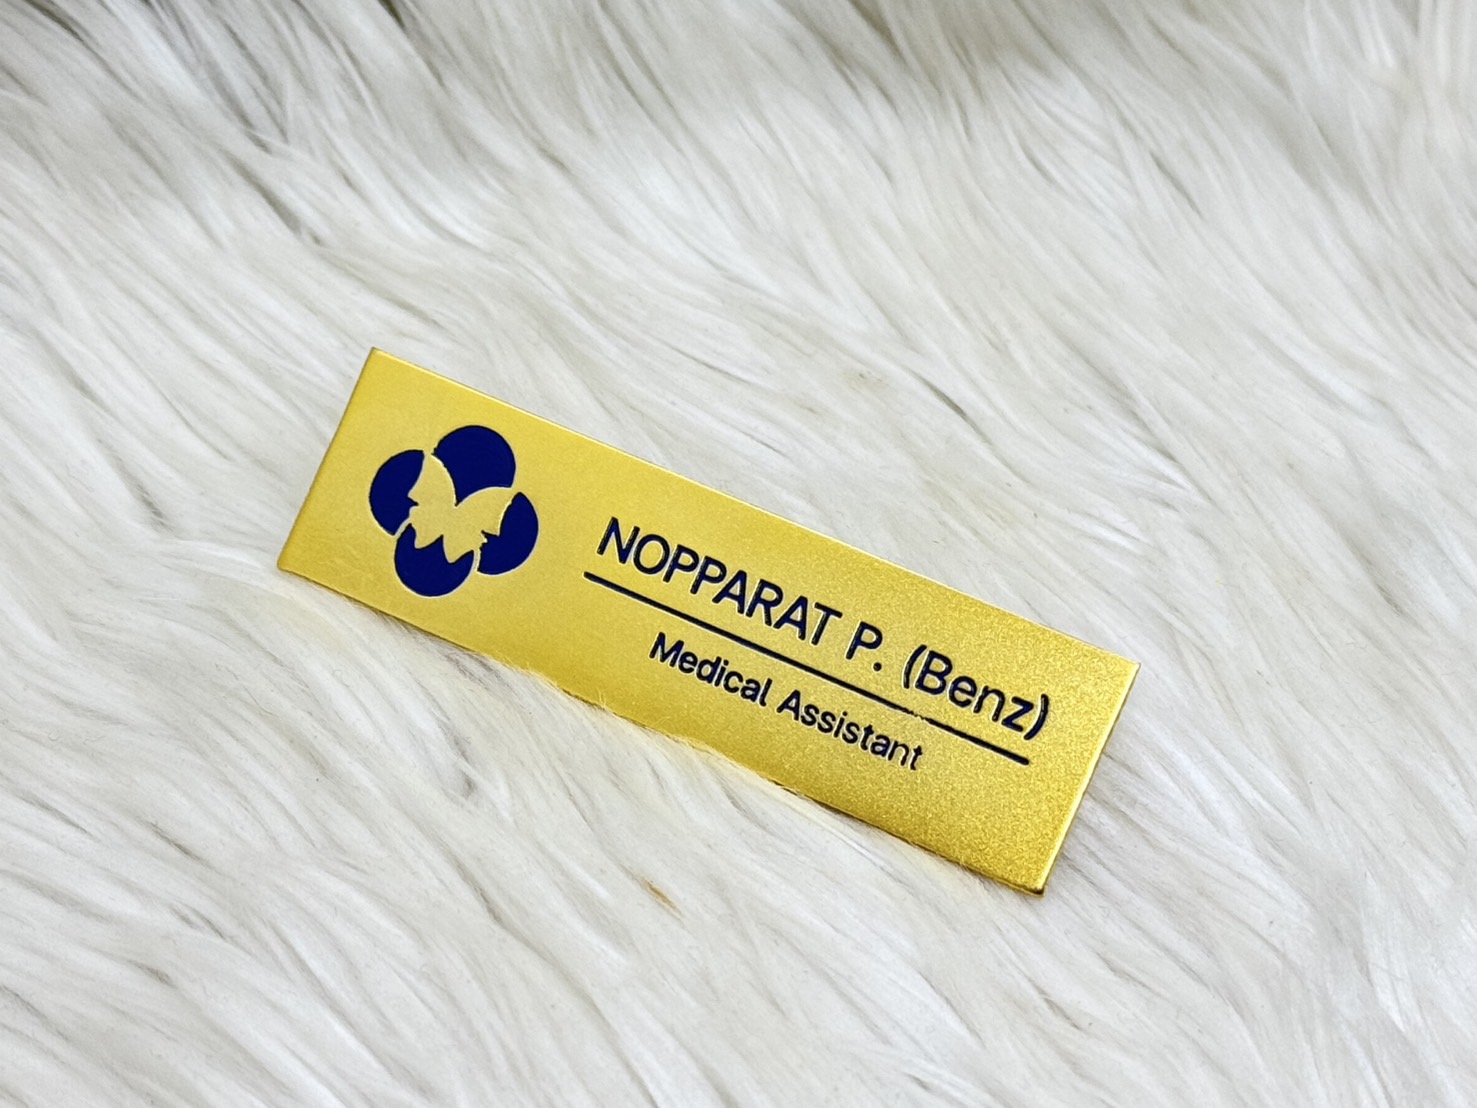 NOPPARAT P. (Benz)
Medical Assistant